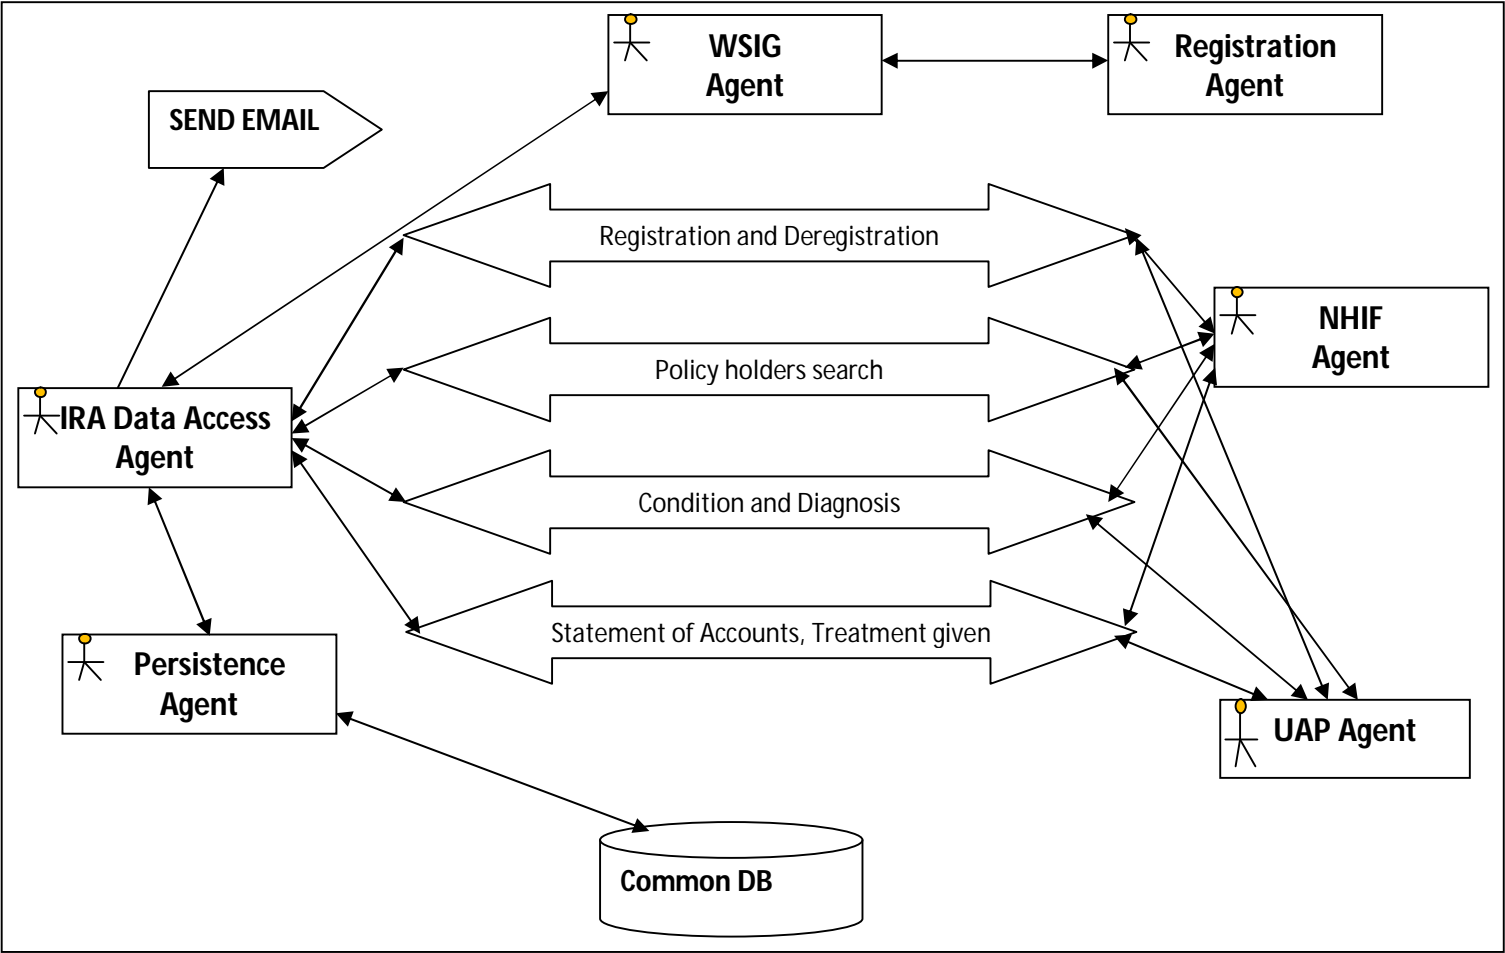 WSIG
Agent
Registration
Agent
SEND EMAIL
Registration and Deregistration
NHIF
Agent
Policy holders search
IRA Data Access
Agent
Condition and Diagnosis
Statement of Accounts, Treatment given
Persistence
Agent
UAP Agent
Common DB